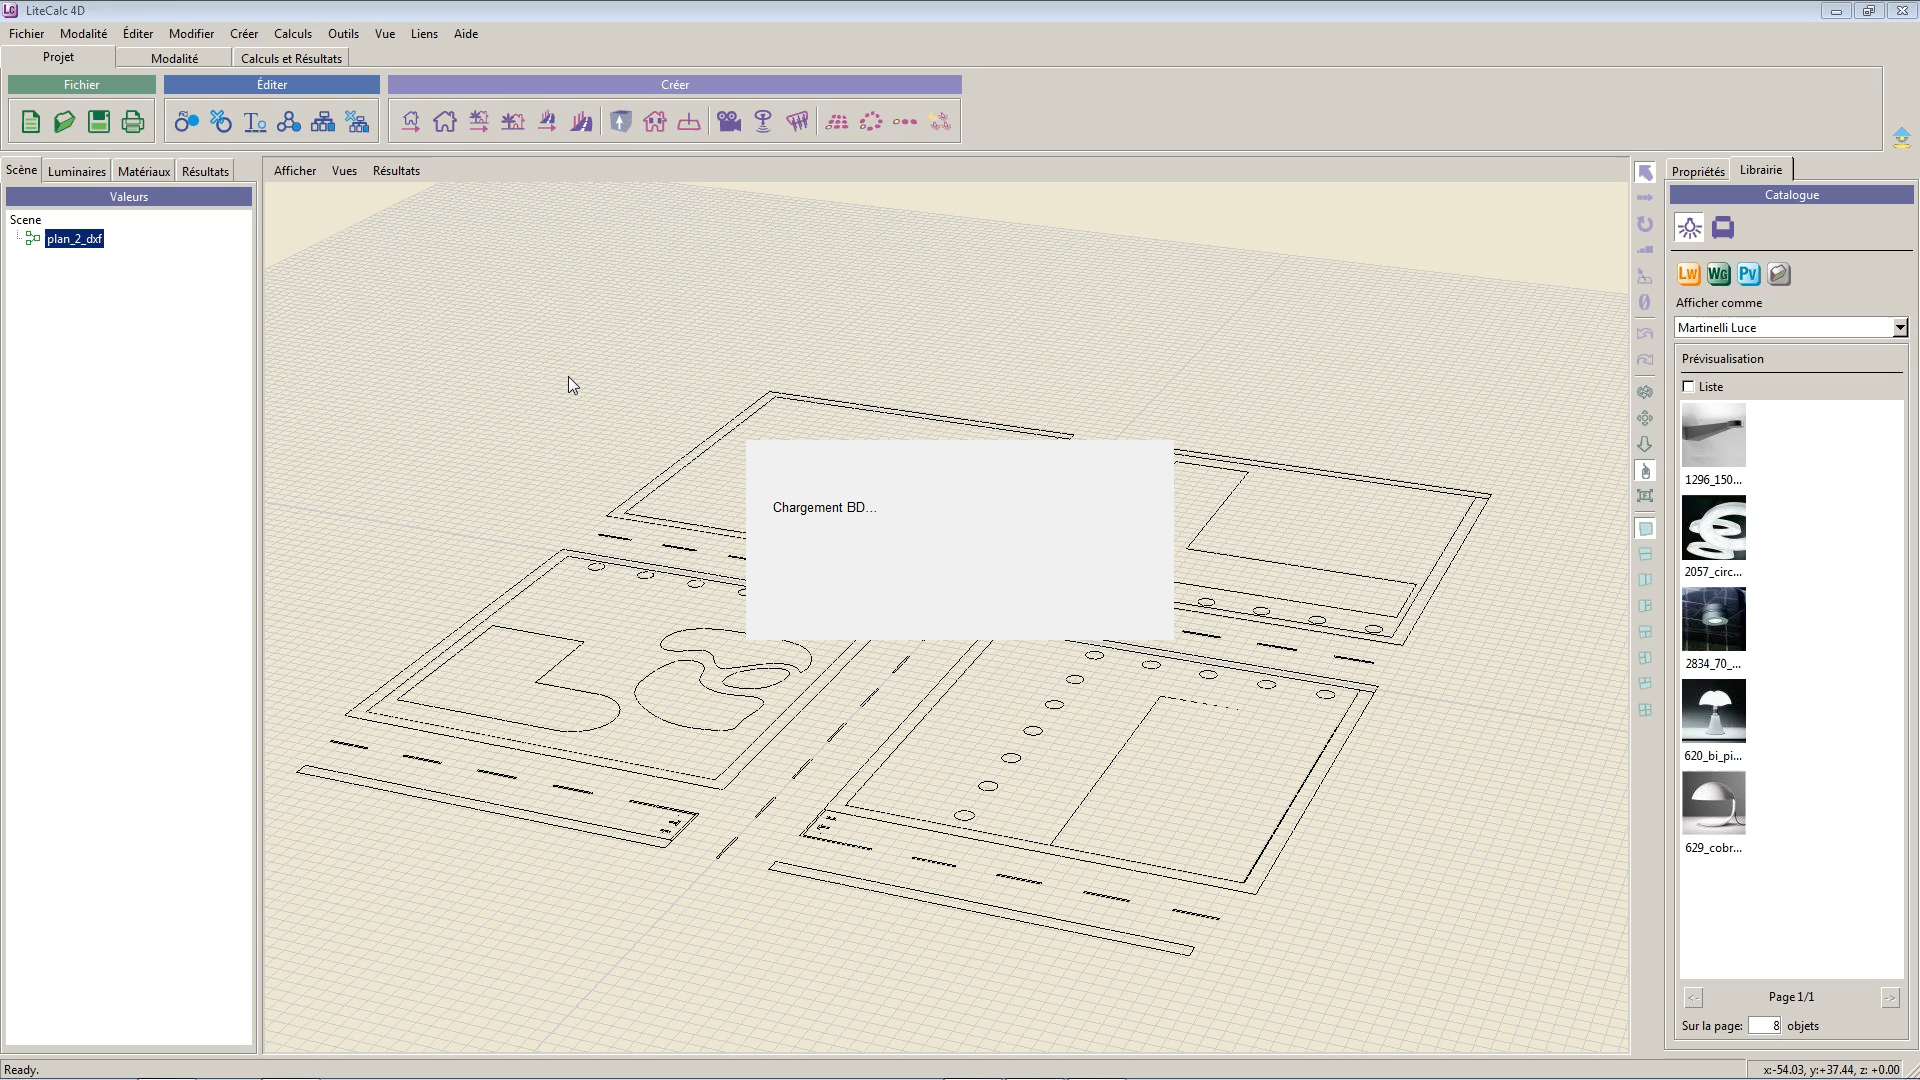 LiteCalc 4D
Fichier Modalité Éditer Modifier Créer Calculs Outils Vue Liens Aide
Projet Modalité Calculs et Résultats
Fichier Éditer Créer
Scène Luminaires Matériaux Résultats
Valeurs
Scene
plan_2_dxf
Afficher Vues Résultats
Chargement BD...
Propriétés Librairie
Catalogue
Lw Wg Pv
Afficher comme
Martinelli Luce
Prévisualisation
Liste
1296_150...
2057_circ...
2834_70_...
620_bi_pi...
629_cobr...
<- Page 1/1 ->
Sur la page: 8 objets
Ready.
x:-54.03, y:+37.44, z: +0.00